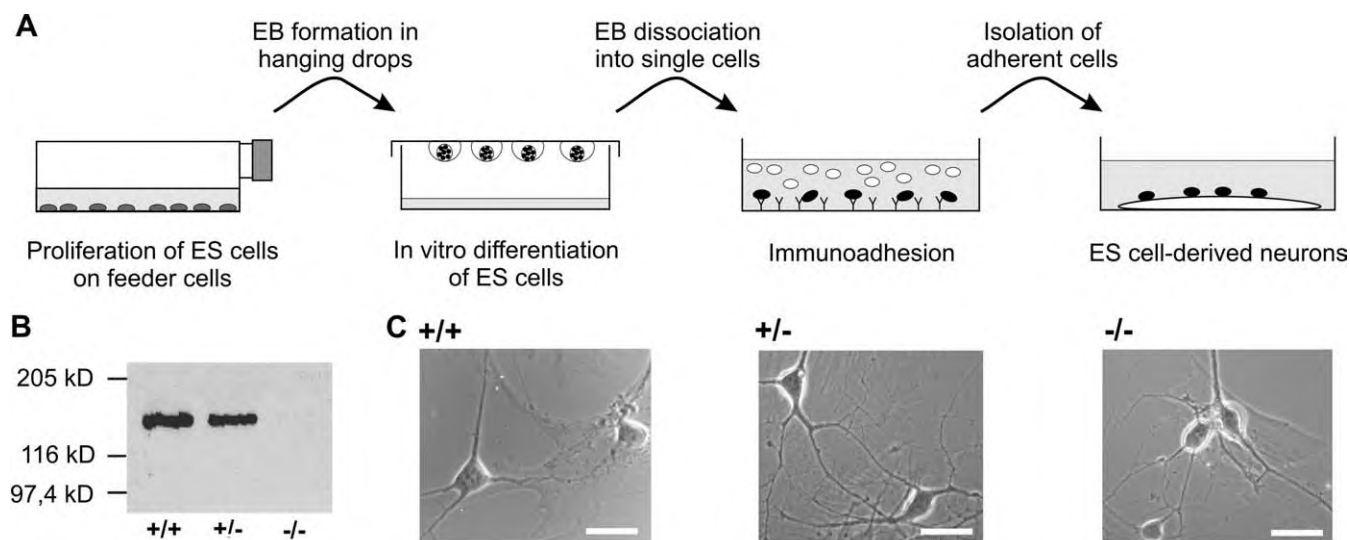 A
EB formation in
hanging drops
EB dissociation
into single cells
Isolation of
adherent cells
Proliferation of ES cells
on feeder cells
In vitro differentiation
of ES cells
Immunoadhesion
ES cell-derived neurons
B
205 kD
116 kD
97,4 kD
+/+ +/- -/-
C
+/+
+/-
-/-